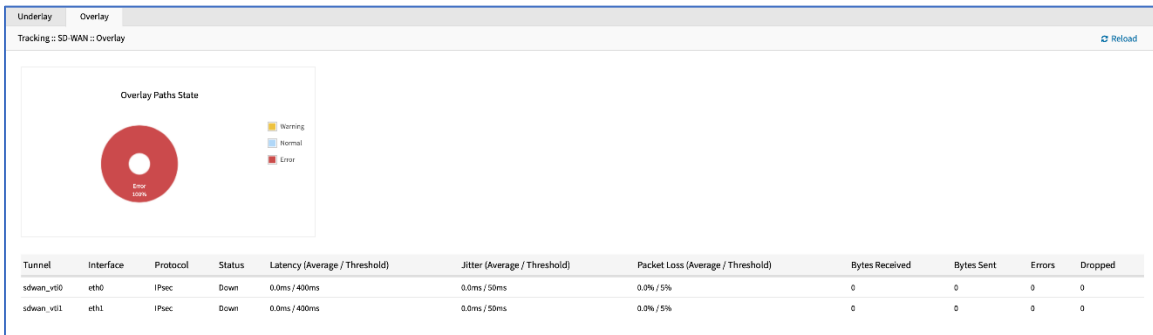 Underlay Overlay
Tracking :: SD-WAN :: Overlay Reload
Overlay Paths State
Warning
Normal
Error
Error
100%
Tunnel Interface Protocol Status Latency (Average / Threshold) Jitter (Average / Threshold) Packet Loss (Average / Threshold) Bytes Received Bytes Sent Errors Dropped
sdwan_vti0 eth0 IPsec Down 0.0ms / 400ms 0.0ms / 50ms 0.0% / 5% 0 0 0 0
sdwan_vti1 eth1 IPsec Down 0.0ms / 400ms 0.0ms / 50ms 0.0% / 5% 0 0 0 0